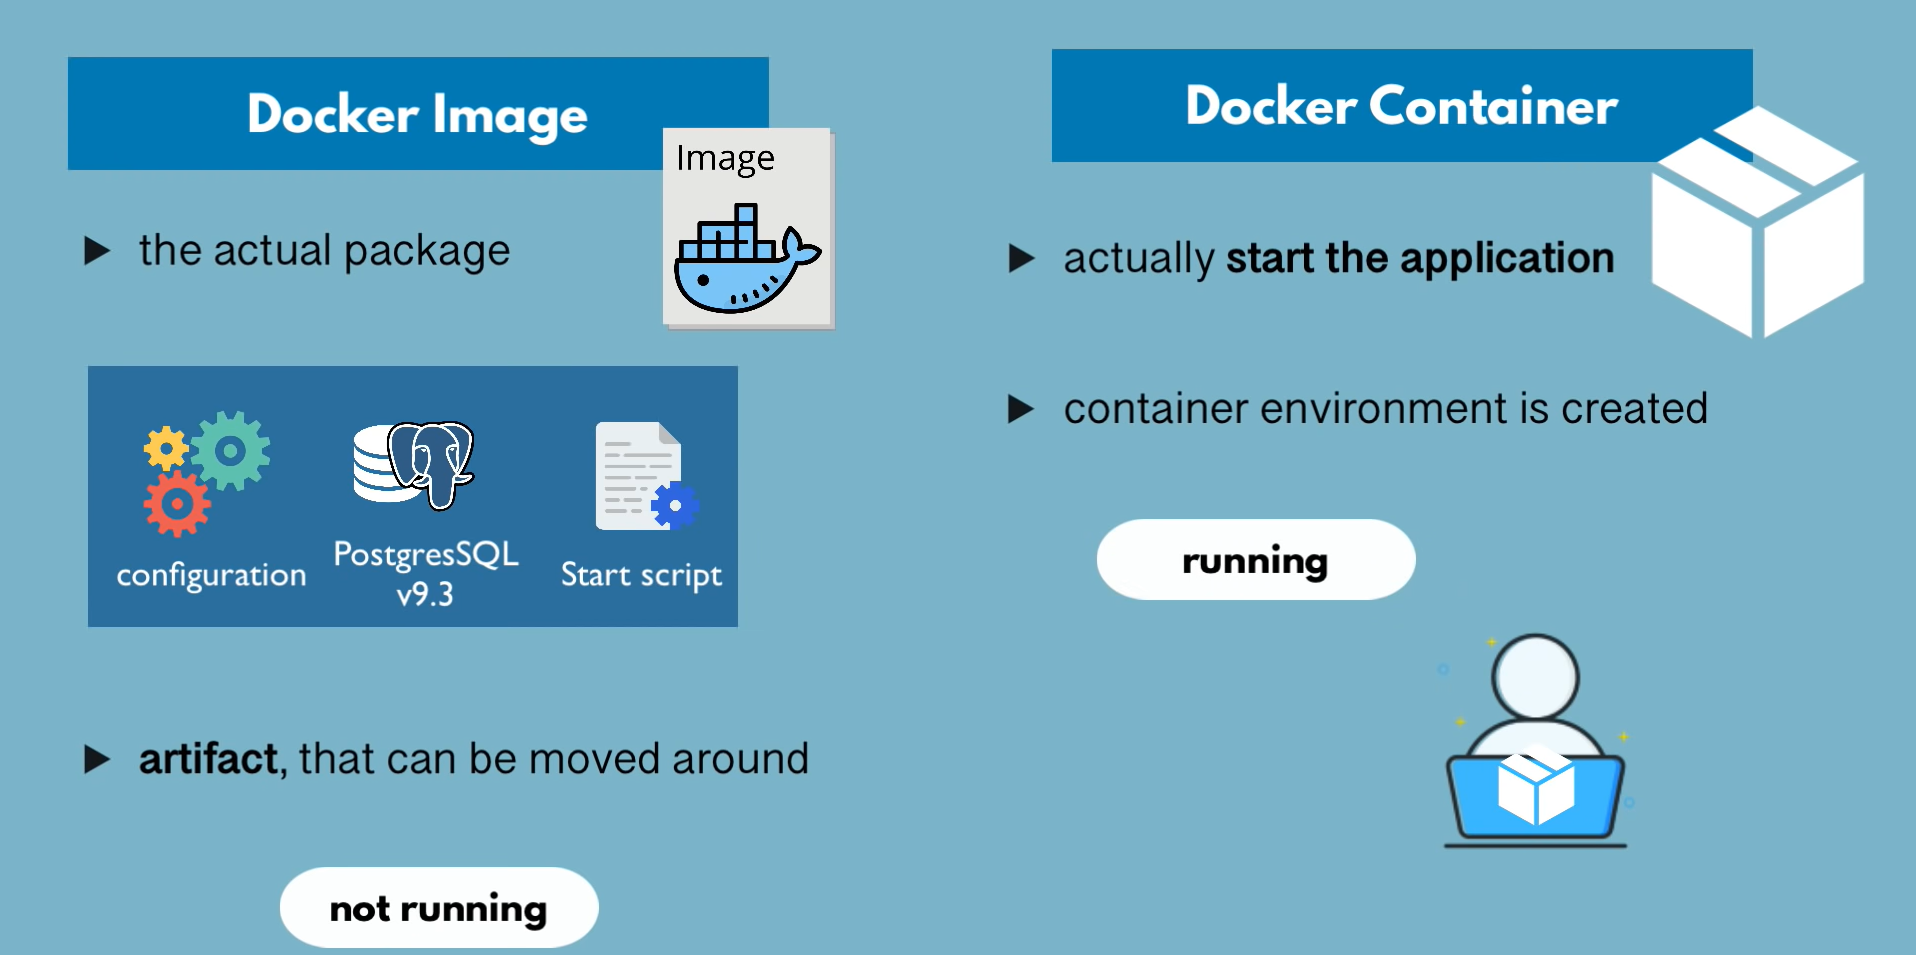 Docker Image
Image
the actual package
configuration
PostgresSQL
v9.3
Start script
artifact, that can be moved around
not running
Docker Container
actually start the application
container environment is created
running